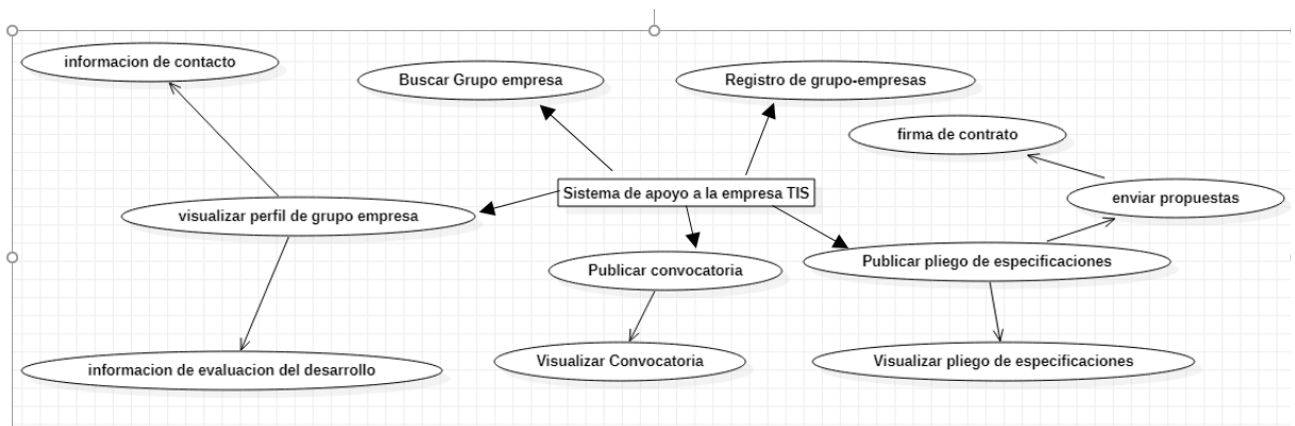 informacion de contacto
Buscar Grupo empresa
Registro de grupo-empresas
firma de contrato
Sistema de apoyo a la empresa TIS
enviar propuestas
visualizar perfil de grupo empresa
Publicar convocatoria
Publicar pliego de especificaciones
Visualizar Convocatoria
Visualizar pliego de especificaciones
informacion de evaluacion del desarrollo